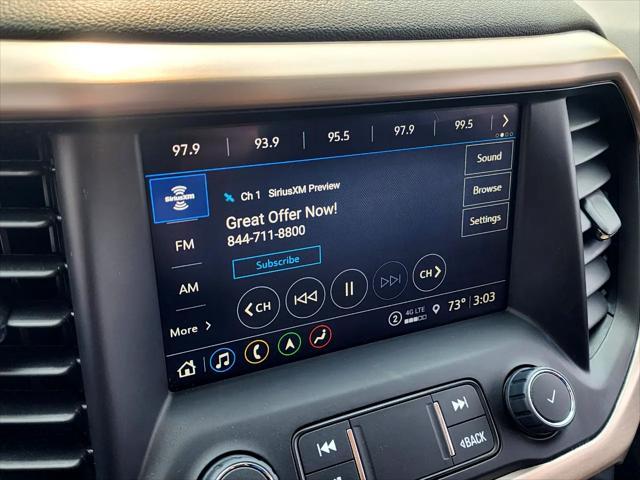 97.9 93.9 95.5 97.9 99.5
SiriusXM
Ch 1 SiriusXM Preview
Sound
Great Offer Now!
Browse
FM
844-711-8800
Settings
Subscribe
AM
CH CH
More
2 4G LTE 73° 3:03
BACK